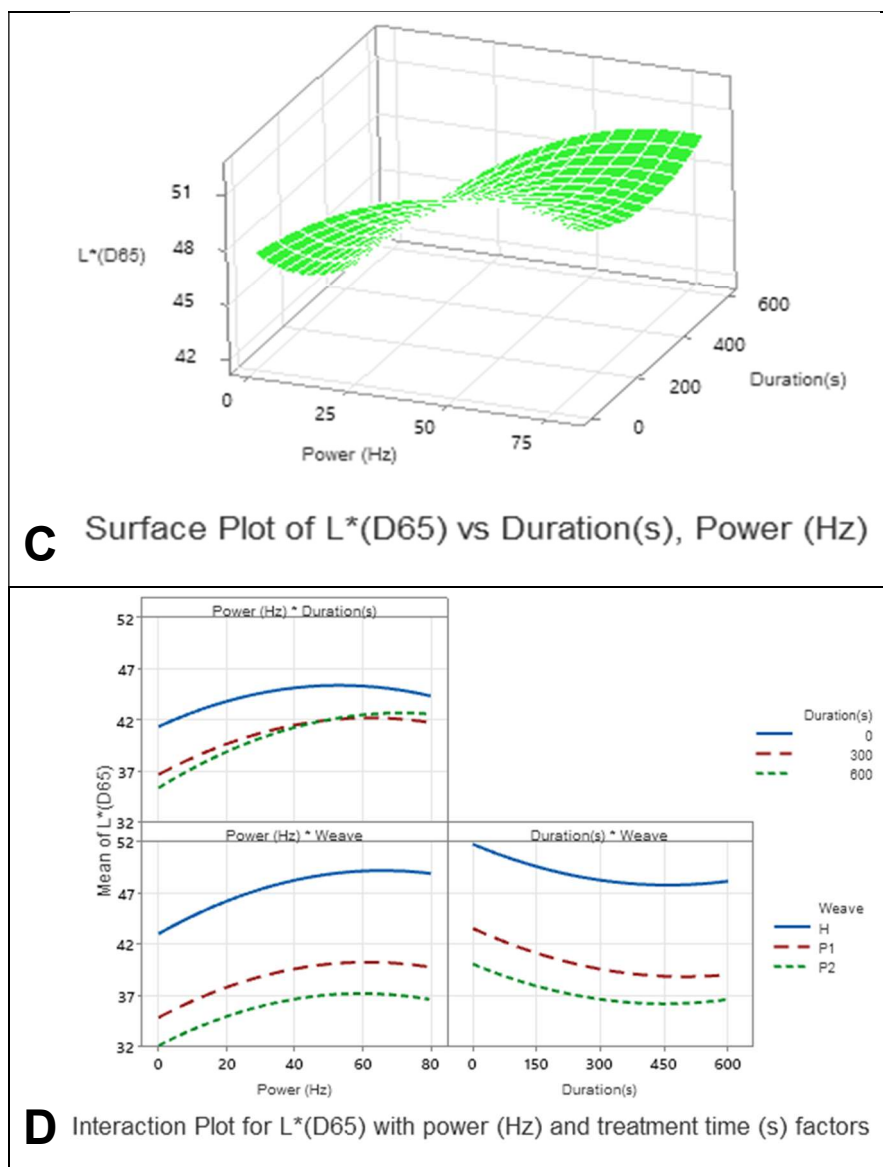 51
48
L*(D65)
45
42
0
25
50
75
Power (Hz)
0
200
400
600
Duration(s)
C Surface Plot of L*(D65) vs Duration(s), Power (Hz)
Power (Hz) * Duration(s)
52
47
42
37
32
Duration(s)
0
300
600
Mean of L*(D65)
Power (Hz) * Weave
Duration(s) * Weave
52
47
42
37
32
Weave
H
P1
P2
0 20 40 60 80
0 150 300 450 600
Power (Hz)
Duration(s)
D Interaction Plot for L*(D65) with power (Hz) and treatment time (s) factors